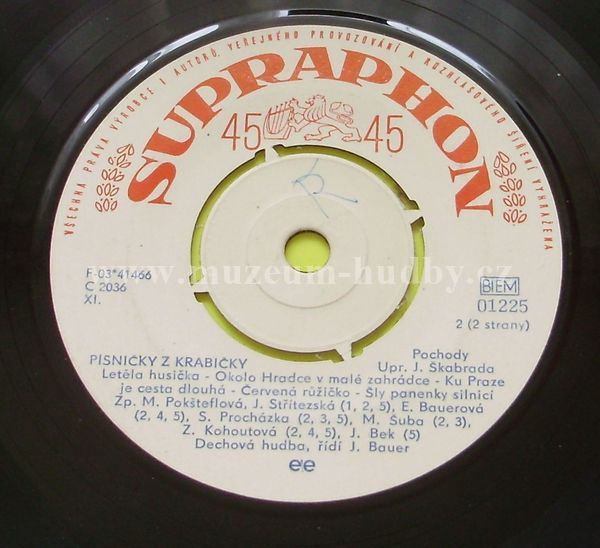 VŠECHNA PRÁVA VÝROBCE I AUTORŮ, VEŘEJNÉHO PROVOZOVÁNÍ A ROZHLASOVÉHO ŠÍŘENÍ VYHRAŽENA
SUPRAPHON
45 45
R
F-03*41466
C 2036
XI.
BIEM
01225
2 (2 strany)
www.muzeum-hudby.cz
PÍSNIČKY Z KRABIČKY Pochody
Upr. J. Škabrada
Letěla husička - Okolo Hradce v malé zahrádce - Ku Praze
je cesta dlouhá - Červená růžičko - Šly panenky silnicí
Zp. M. Pokšteflová, J. Střítezská (1, 2, 5), E. Bauerová
(2, 4, 5), S. Procházka (2, 3, 5), M. Šuba (2, 3),
Z. Kohoutová (2, 4, 5), J. Bek (5)
Dechová hudba, řídí J. Bauer